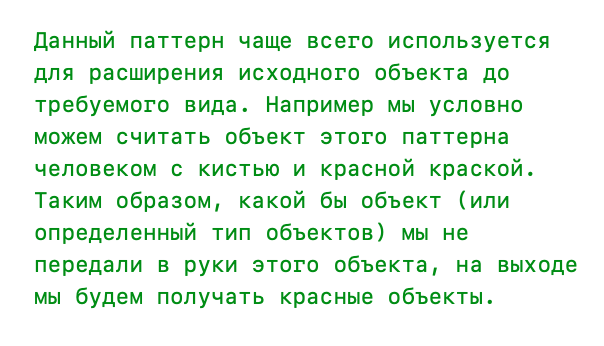 Данный паттерн чаще всего используется
для расширения исходного объекта до
требуемого вида. Например мы условно
можем считать объект этого паттерна
человеком с кистью и красной краской.
Таким образом, какой бы объект (или
определенный тип объектов) мы не
передали в руки этого объекта, на выходе
мы будем получать красные объекты.